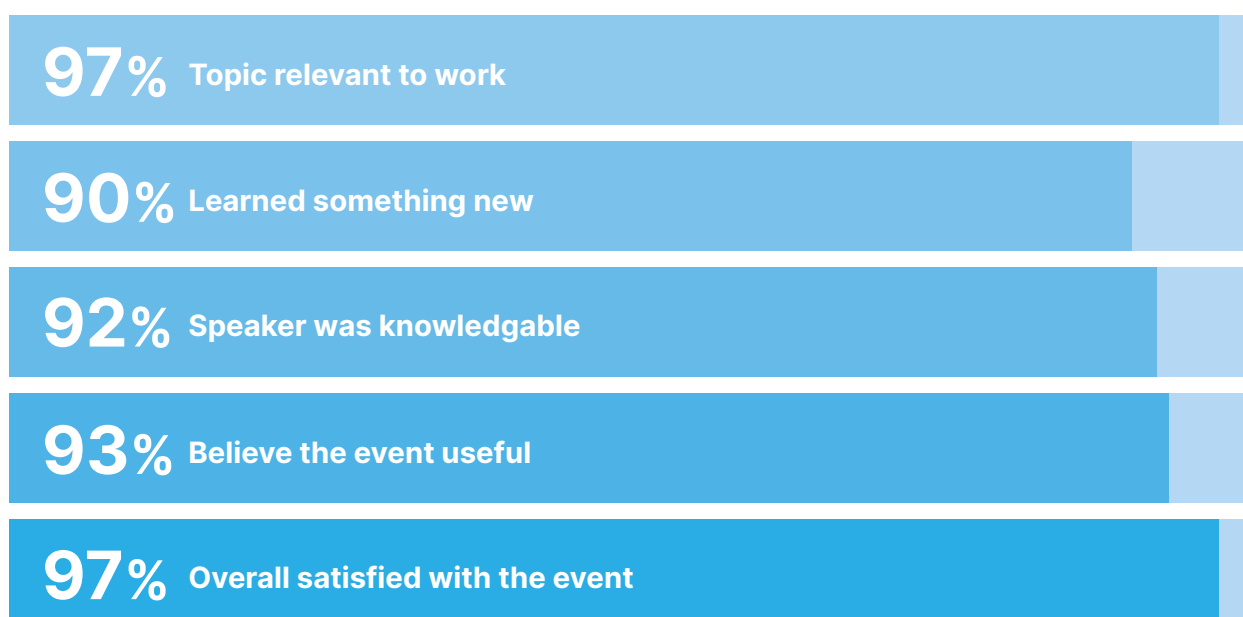 97% Topic relevant to work
90% Learned something new
92% Speaker was knowledgable
93% Believe the event useful
97% Overall satisfied with the event